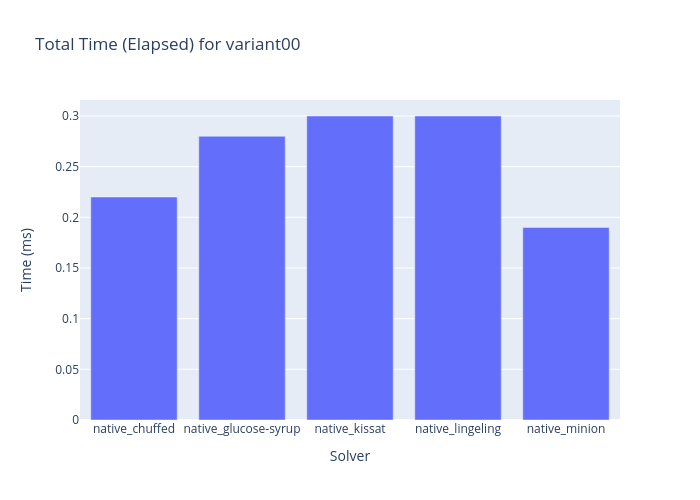 Total Time (Elapsed) for variant00
0.3
0.25
0.2
0.15
0.1
0.05
0
Time (ms)
native_chuffed native_glucose-syrup native_kissat native_lingeling native_minion
Solver